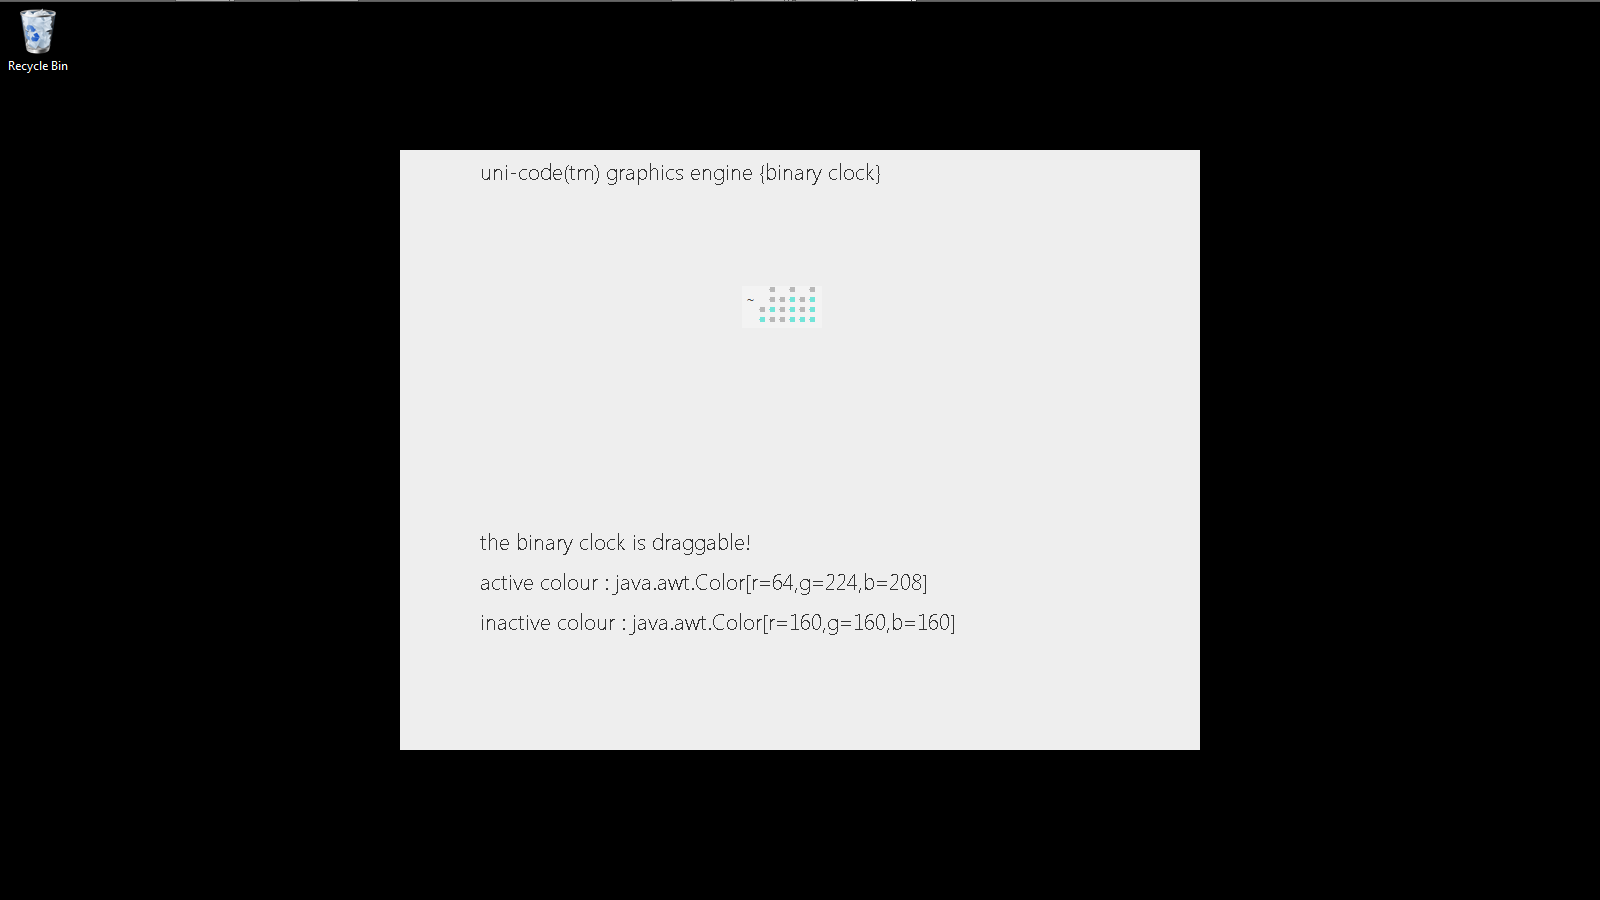 Recycle Bin
uni-code(tm) graphics engine {binary clock}
~
the binary clock is draggable!
active colour : java.awt.Color[r=64,g=224,b=208]
inactive colour : java.awt.Color[r=160,g=160,b=160]